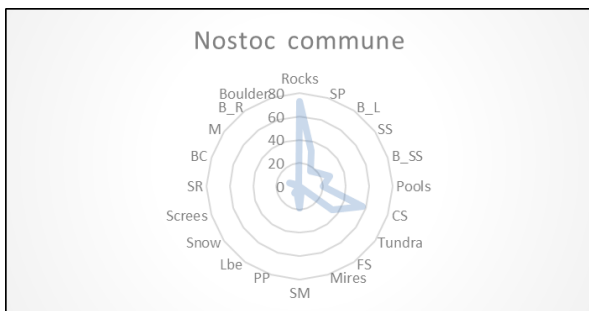 Nostoc commune
Rocks
Boulder 80 SP
B_R B_L
M 60 SS
BC 40 B_SS
20
SR 0 Pools
Screes CS
Snow Tundra
Lbe FS
PP Mires
SM